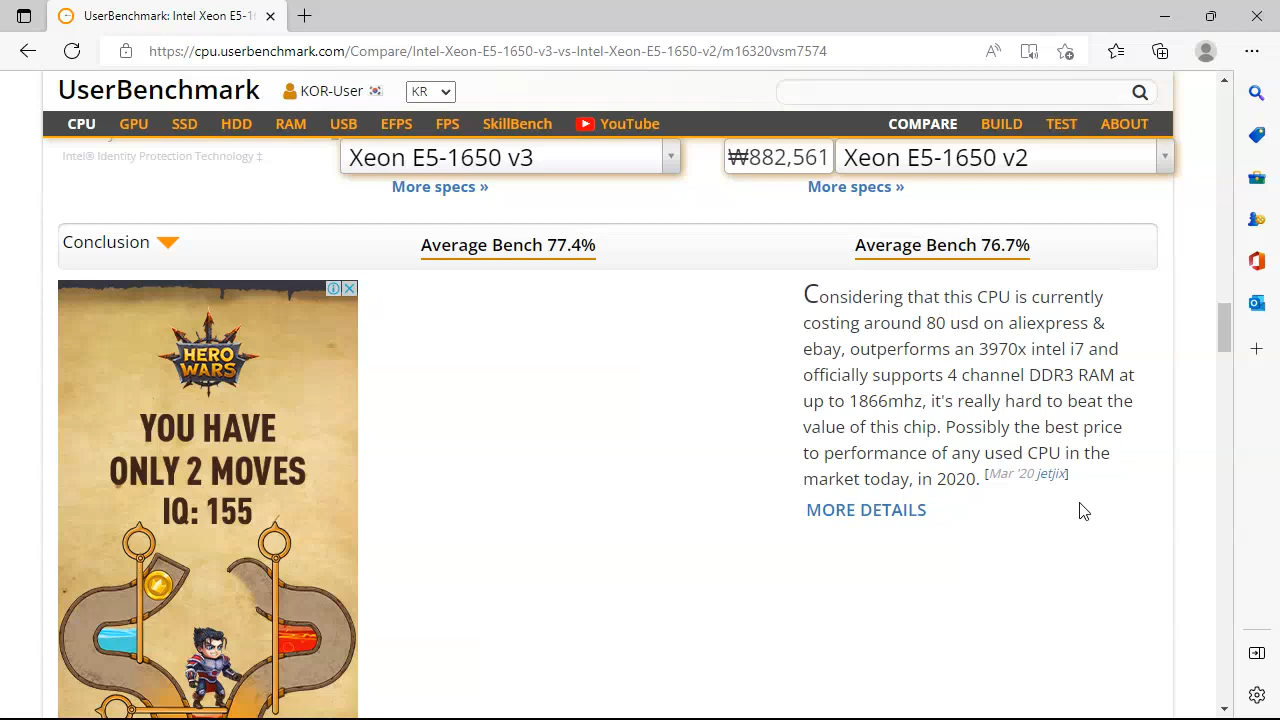 UserBenchmark: Intel Xeon E5-1
https://cpu.userbenchmark.com/Compare/Intel-Xeon-E5-1650-v3-vs-Intel-Xeon-E5-1650-v2/m16320vsm7574
UserBenchmark KOR-User KR
CPU GPU SSD HDD RAM USB EFPS FPS SkillBench YouTube COMPARE BUILD TEST ABOUT
Intel® Identity Protection Technology ‡
Xeon E5-1650 v3 ₩882,561 Xeon E5-1650 v2
More specs » More specs »
Conclusion Average Bench 77.4% Average Bench 76.7%
Considering that this CPU is currently
costing around 80 usd on aliexpress &
ebay, outperforms an 3970x intel i7 and
officially supports 4 channel DDR3 RAM at
up to 1866mhz, it's really hard to beat the
value of this chip. Possibly the best price
to performance of any used CPU in the
market today, in 2020. [Mar '20 jetjix]
MORE DETAILS
HERO
WARS
YOU HAVE
ONLY 2 MOVES
IQ: 155